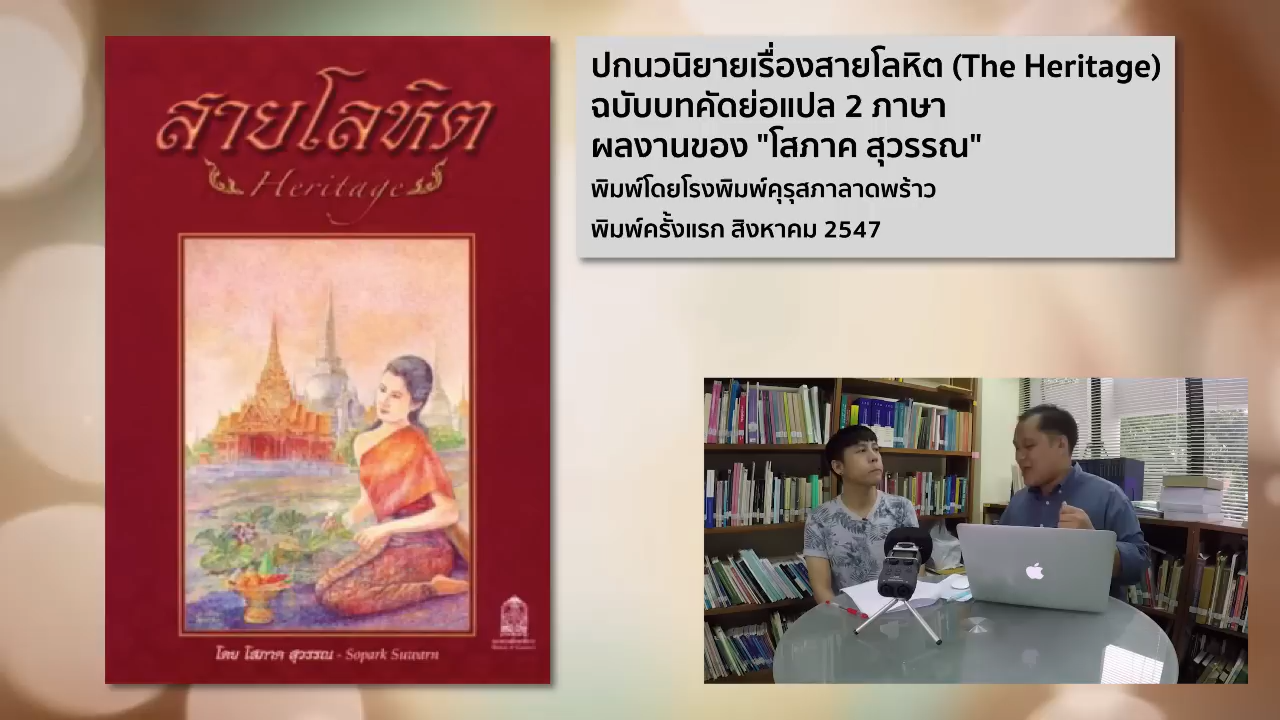 สายโลหิต
Heritage
โดย โสภาค สุวรรณ - Sopark Suwarn
ปกนวนิยายเรื่องสายโลหิต (The Heritage)
ฉบับบทคัดย่อแปล 2 ภาษา
ผลงานของ "โสภาค สุวรรณ"
พิมพ์โดยโรงพิมพ์คุรุสภาลาดพร้าว
พิมพ์ครั้งแรก สิงหาคม 2547